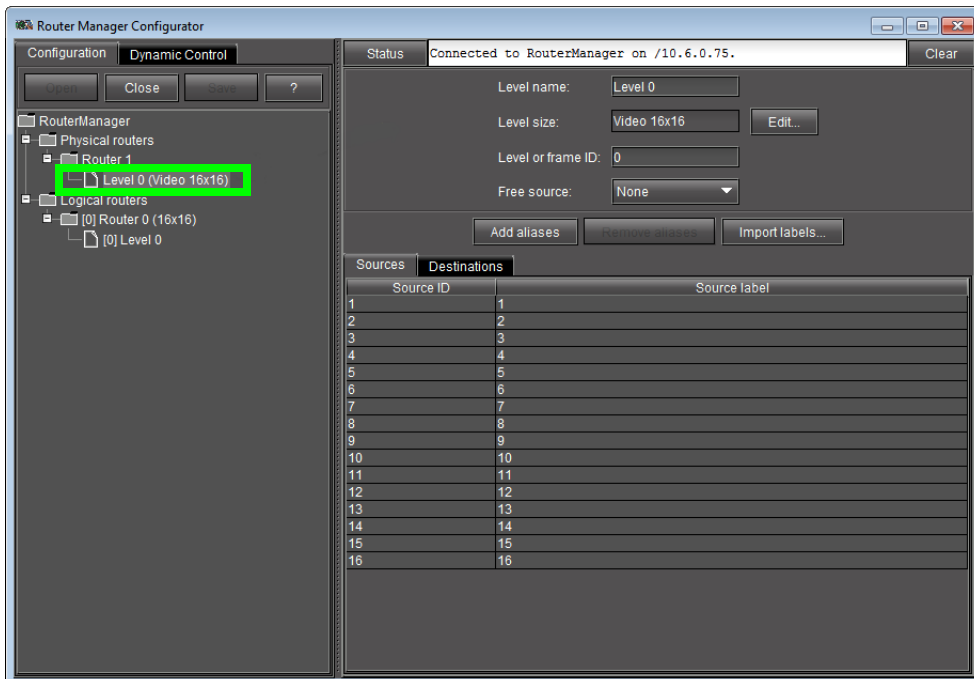 Router Manager Configurator
Configuration Dynamic Control
Open Close Save ?
RouterManager
Physical routers
Router 1
Level 0 (Video 16x16)
Logical routers
[0] Router 0 (16x16)
[0] Level 0
Status Connected to RouterManager on /10.6.0.75. Clear
Level name: Level 0
Level size: Video 16x16 Edit...
Level or frame ID: 0
Free source: None
Add aliases Remove aliases Import labels...
Sources Destinations
Source ID Source label
1 1
2 2
3 3
4 4
5 5
6 6
7 7
8 8
9 9
10 10
11 11
12 12
13 13
14 14
15 15
16 16